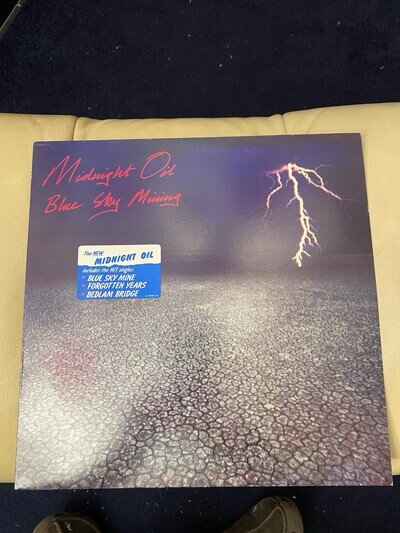 Midnight Oil
Blue Sky Mining
The NEW
MIDNIGHT OIL
includes the HIT singles:
BLUE SKY MINE
FORGOTTEN YEARS
BEDLAM BRIDGE